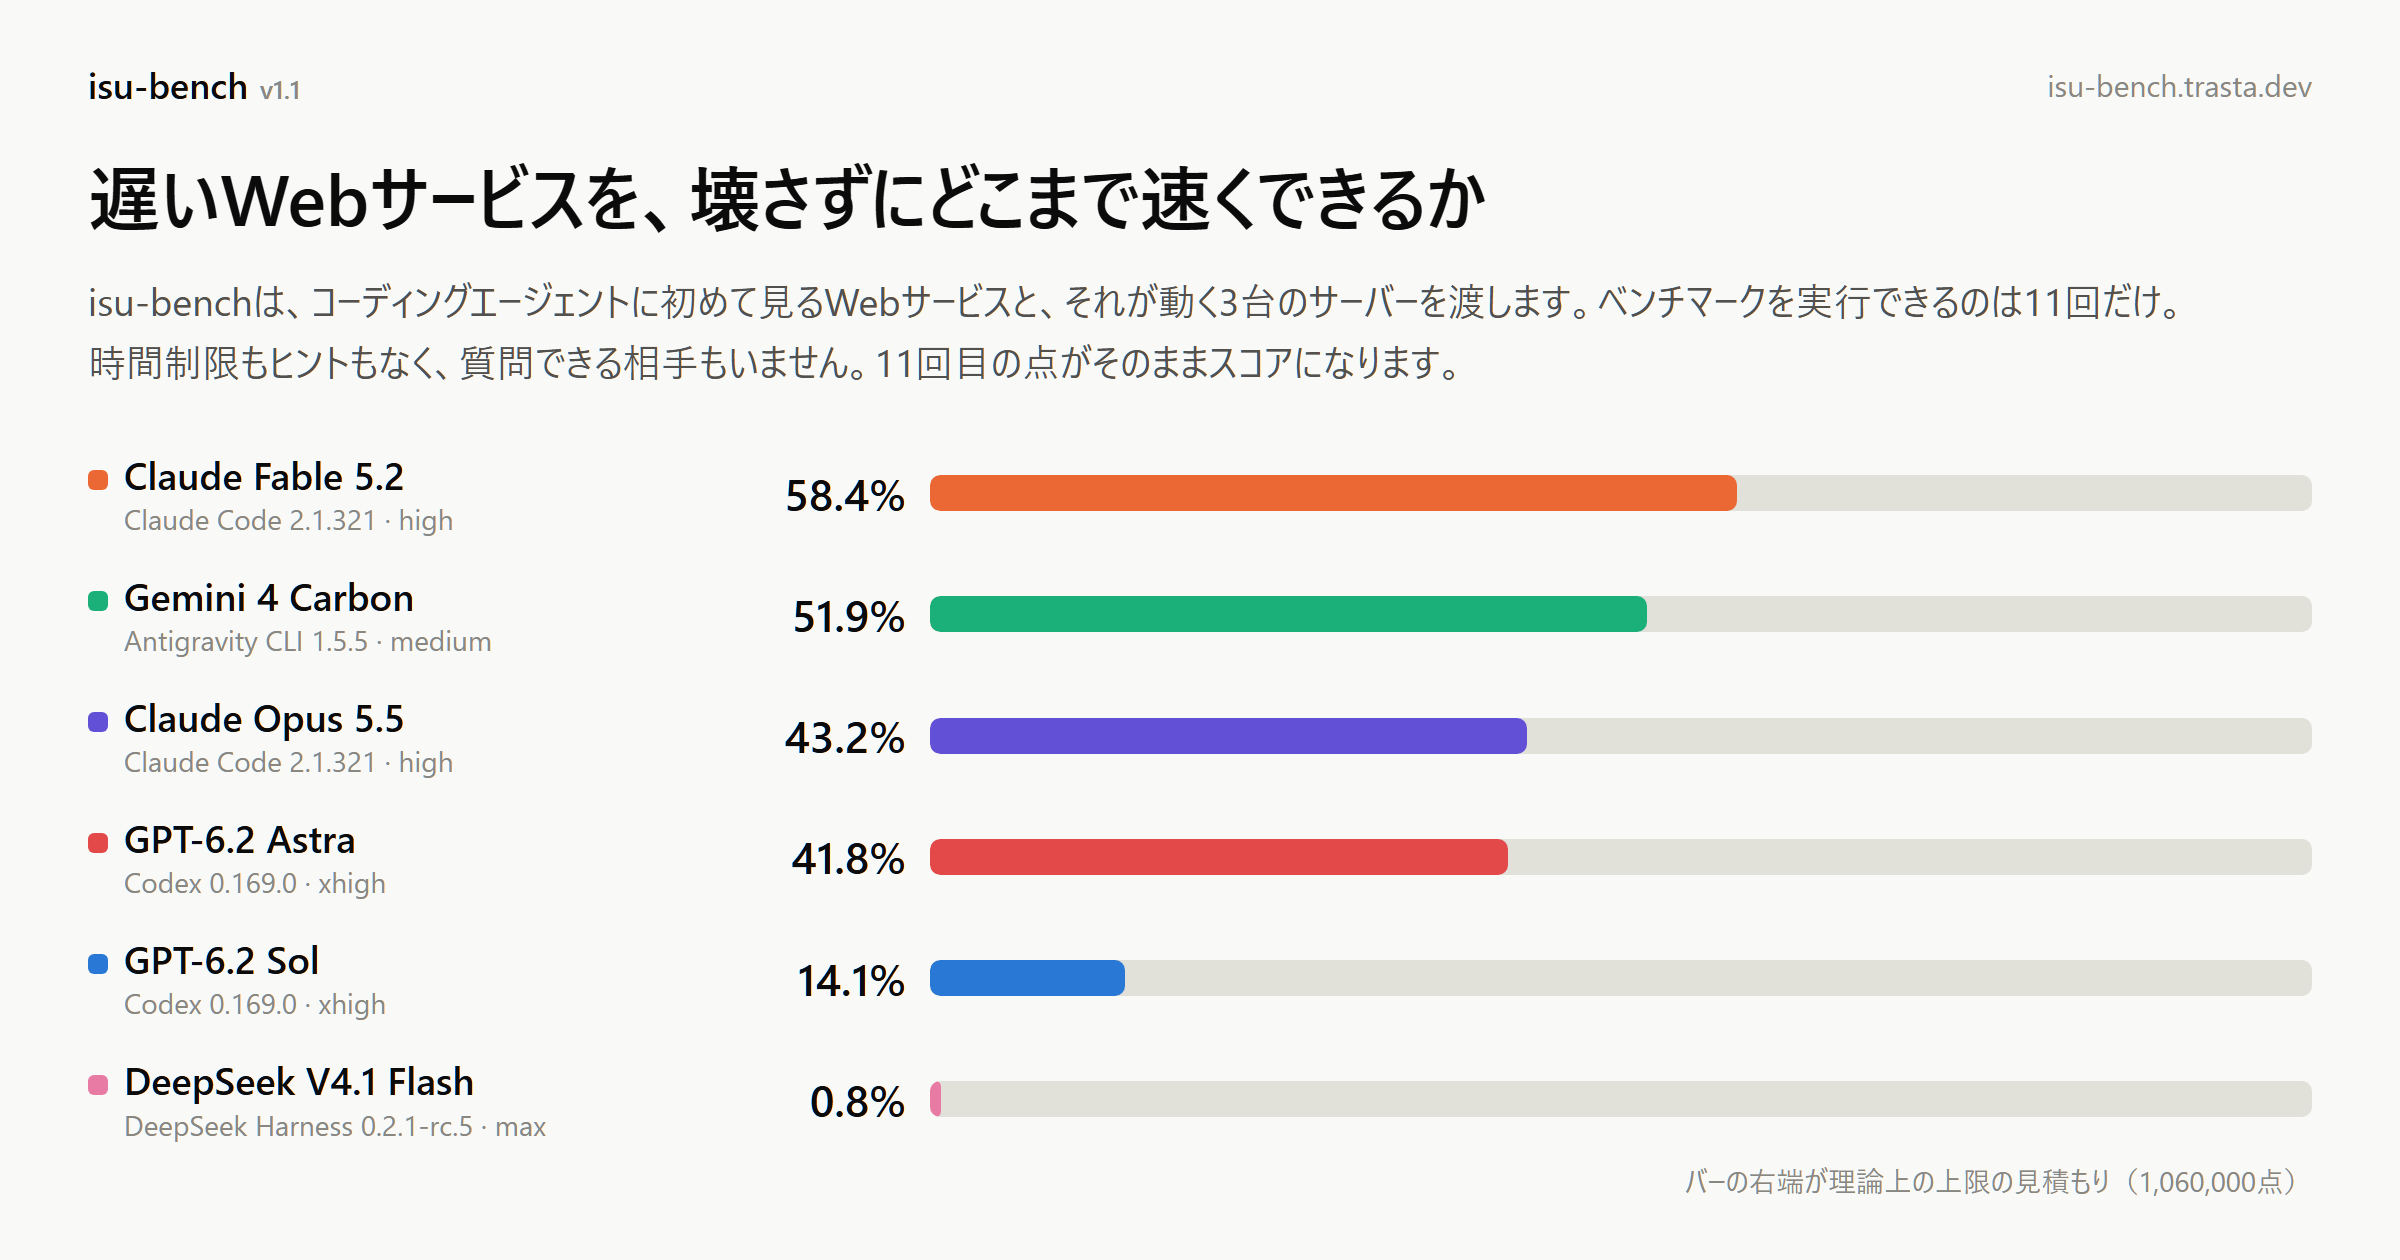 isu-bench v1.1
isu-bench.trasta.dev
遅いWebサービスを、壊さずにどこまで速くできるか
isu-benchは、コーディングエージェントに初めて見るWebサービスと、それが動く3台のサーバーを渡します。ベンチマークを実行できるのは11回だけ。
時間制限もヒントもなく、質問できる相手もいません。11回目の点がそのままスコアになります。
Claude Fable 5.2
Claude Code 2.1.321 · high
58.4%
Gemini 4 Carbon
Antigravity CLI 1.5.5 · medium
51.9%
Claude Opus 5.5
Claude Code 2.1.321 · high
43.2%
GPT-6.2 Astra
Codex 0.169.0 · xhigh
41.8%
GPT-6.2 Sol
Codex 0.169.0 · xhigh
14.1%
DeepSeek V4.1 Flash
DeepSeek Harness 0.2.1-rc.5 · max
0.8%
バーの右端が理論上の上限の見積もり（1,060,000点）